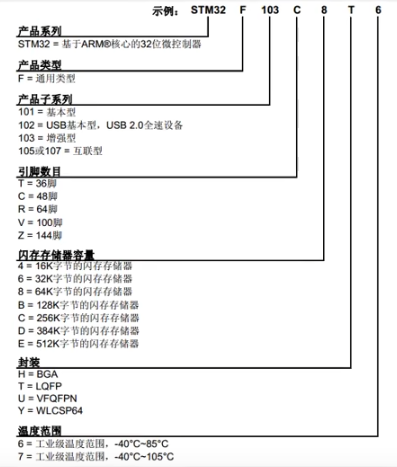 示例： STM32 F 103 C 8 T 6
产品系列
STM32 = 基于ARM®核心的32位微控制器
产品类型
F = 通用类型
产品子系列
101 = 基本型
102 = USB基本型，USB 2.0全速设备
103 = 增强型
105或107 = 互联型
引脚数目
T = 36脚
C = 48脚
R = 64脚
V = 100脚
Z = 144脚
闪存存储器容量
4 = 16K字节的闪存存储器
6 = 32K字节的闪存存储器
8 = 64K字节的闪存存储器
B = 128K字节的闪存存储器
C = 256K字节的闪存存储器
D = 384K字节的闪存存储器
E = 512K字节的闪存存储器
封装
H = BGA
T = LQFP
U = VFQFPN
Y = WLCSP64
温度范围
6 = 工业级温度范围，-40°C~85°C
7 = 工业级温度范围，-40°C~105°C